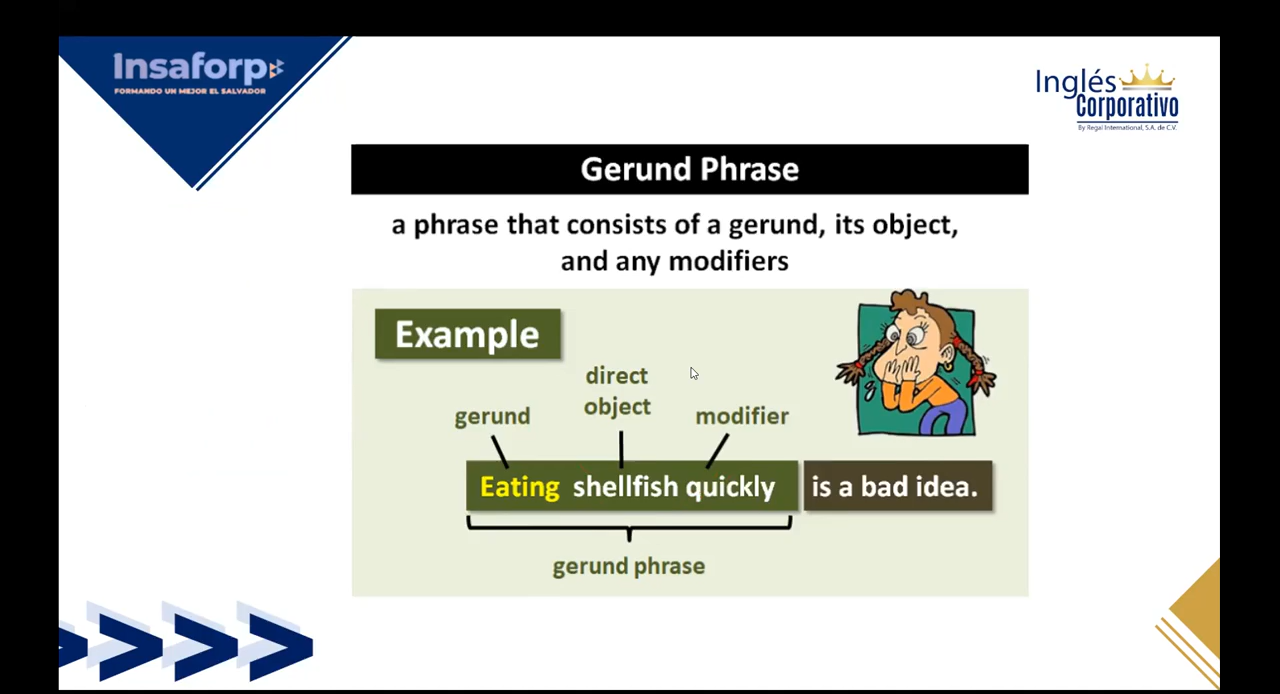 Insaforp
FORMANDO UN MEJOR EL SALVADOR
Inglés
Corporativo
By Regal International, S.A. de C.V.
Gerund Phrase
a phrase that consists of a gerund, its object,
and any modifiers
Example
direct
object
gerund
modifier
Eating shellfish quickly is a bad idea.
gerund phrase